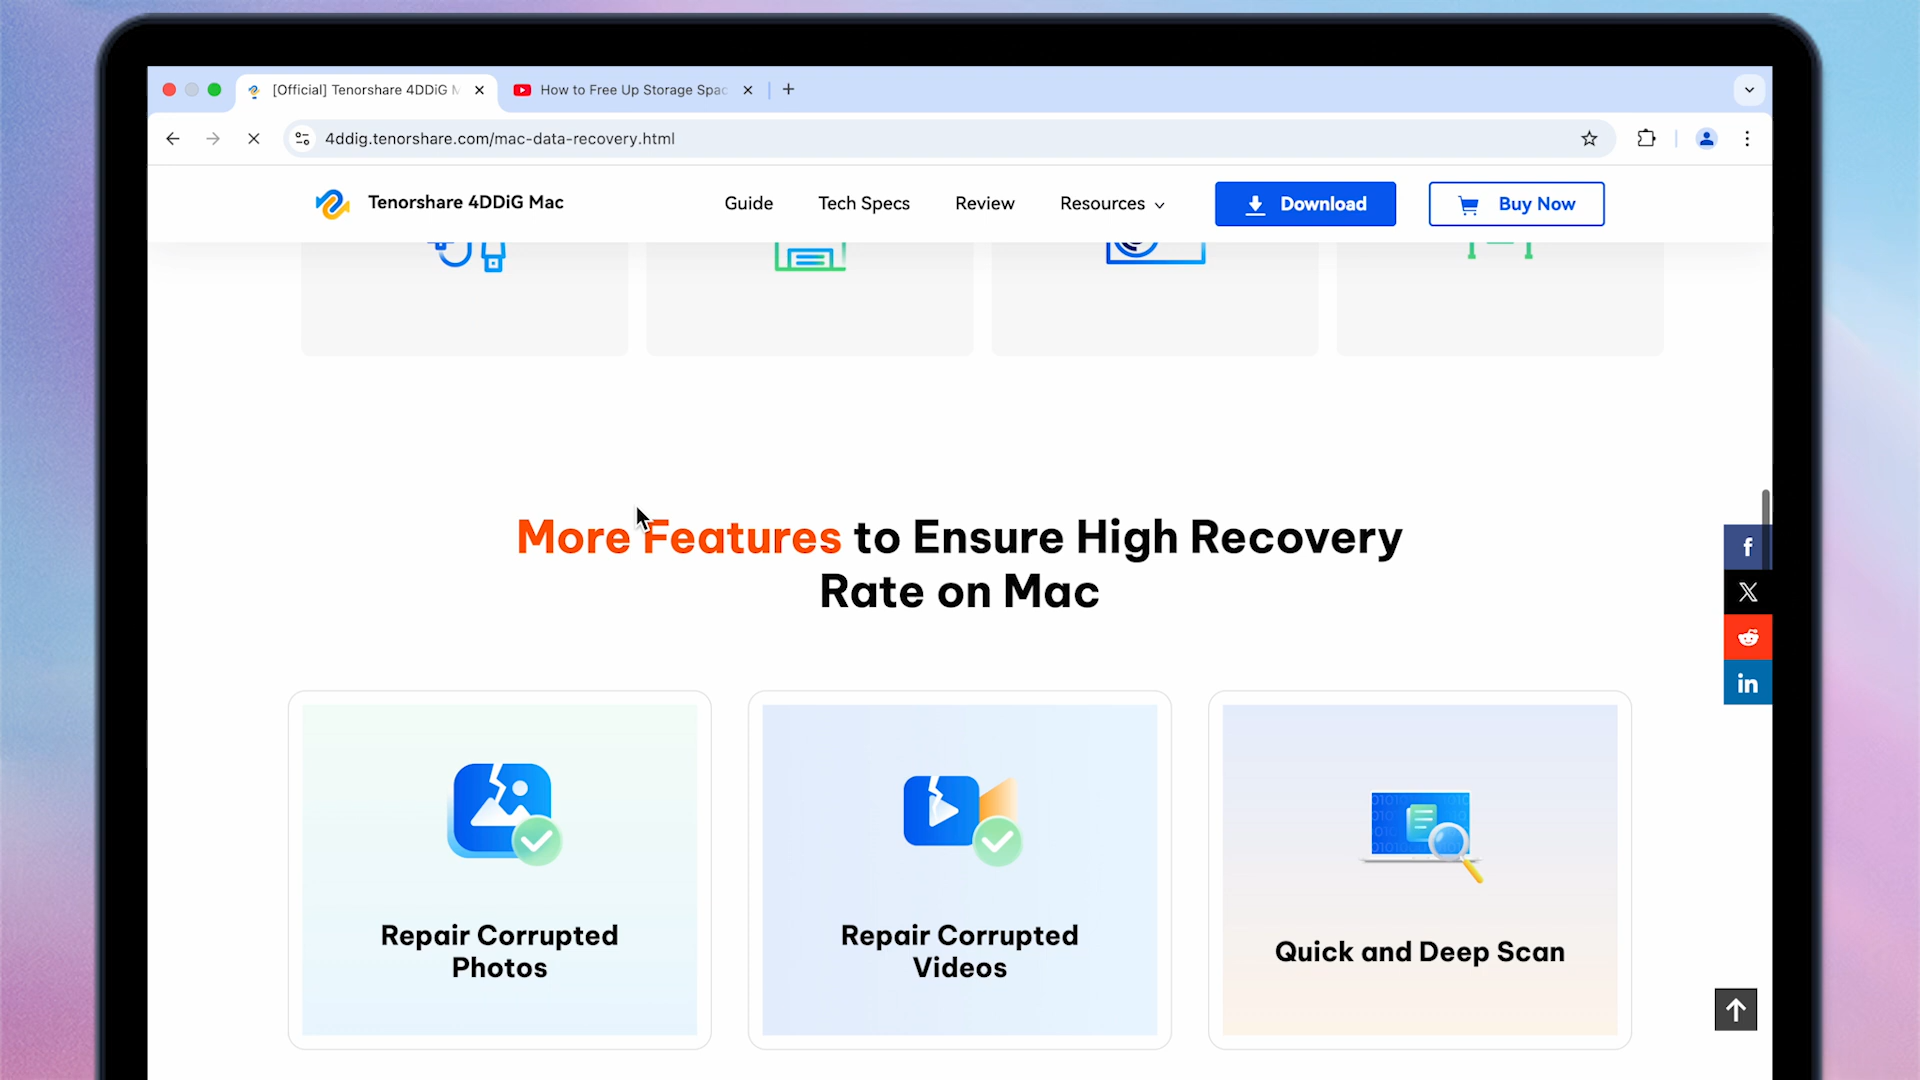 [Official] Tenorshare 4DDiG M
How to Free Up Storage Spac
4ddig.tenorshare.com/mac-data-recovery.html
Tenorshare 4DDiG Mac
Guide
Tech Specs
Review
Resources
Download
Buy Now
More Features to Ensure High Recovery
Rate on Mac
f
X
in
Repair Corrupted
Photos
Repair Corrupted
Videos
Quick and Deep Scan